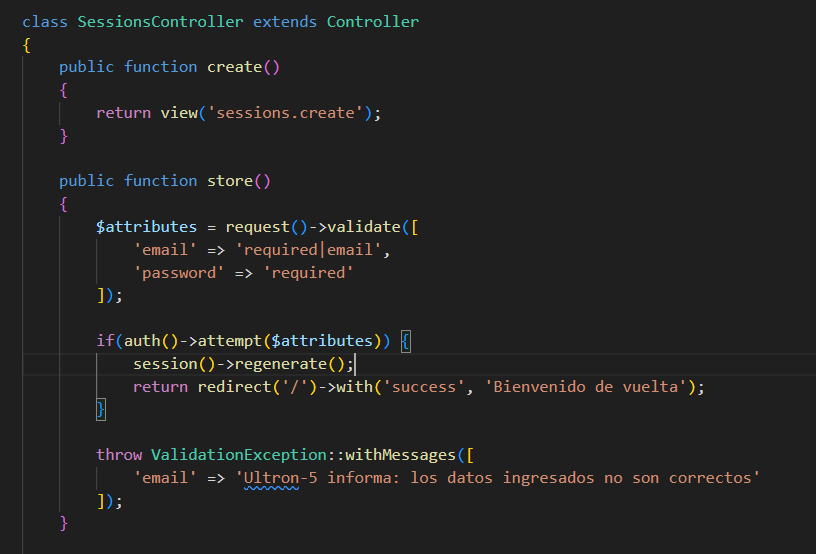 class SessionsController extends Controller
{
    public function create()
    {
        return view('sessions.create');
    }

    public function store()
    {
        $attributes = request()->validate([
            'email' => 'required|email',
            'password' => 'required'
        ]);

        if(auth()->attempt($attributes)) {
            session()->regenerate();
            return redirect('/')->with('success', 'Bienvenido de vuelta');
        }

        throw ValidationException::withMessages([
            'email' => 'Ultron-5 informa: los datos ingresados no son correctos'
        ]);
    }